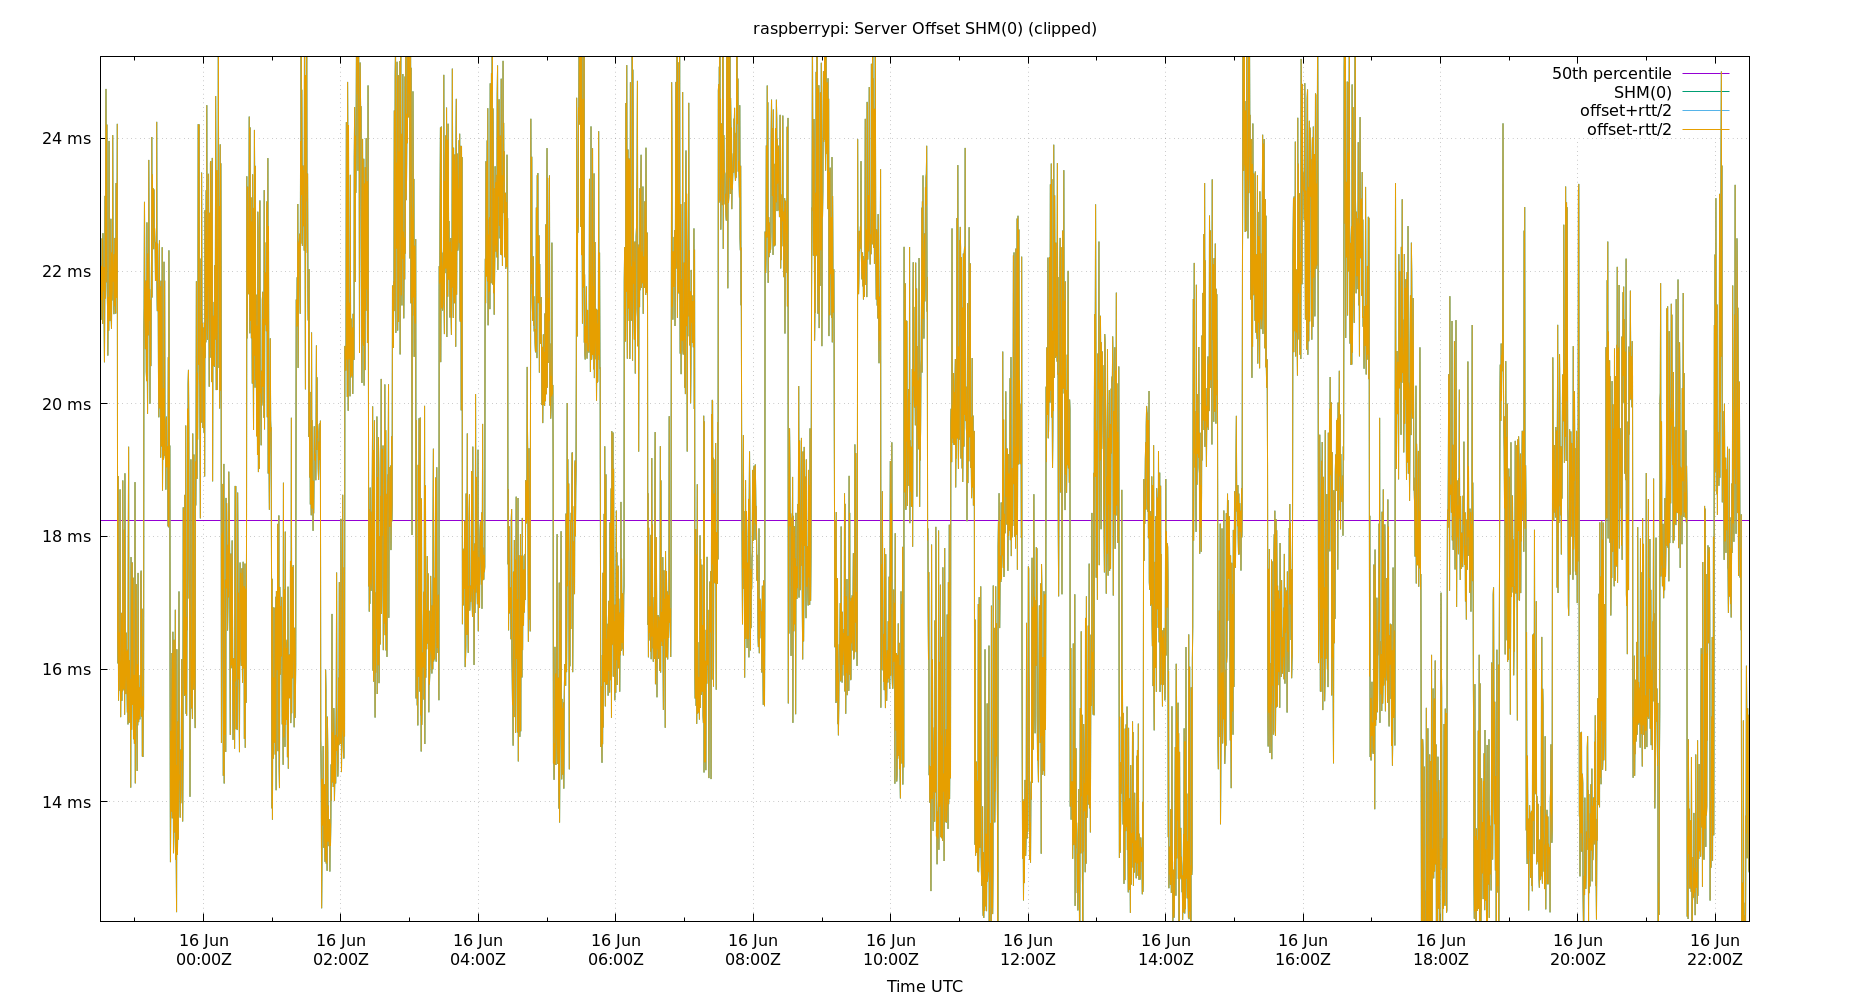 raspberrypi: Server Offset SHM(0) (clipped)
50th percentile
SHM(0)
offset+rtt/2
offset-rtt/2
24 ms
22 ms
20 ms
18 ms
16 ms
14 ms
16 Jun 16 Jun 16 Jun 16 Jun 16 Jun 16 Jun 16 Jun 16 Jun 16 Jun 16 Jun 16 Jun 16 Jun
00:00Z 02:00Z 04:00Z 06:00Z 08:00Z 10:00Z 12:00Z 14:00Z 16:00Z 18:00Z 20:00Z 22:00Z
Time UTC